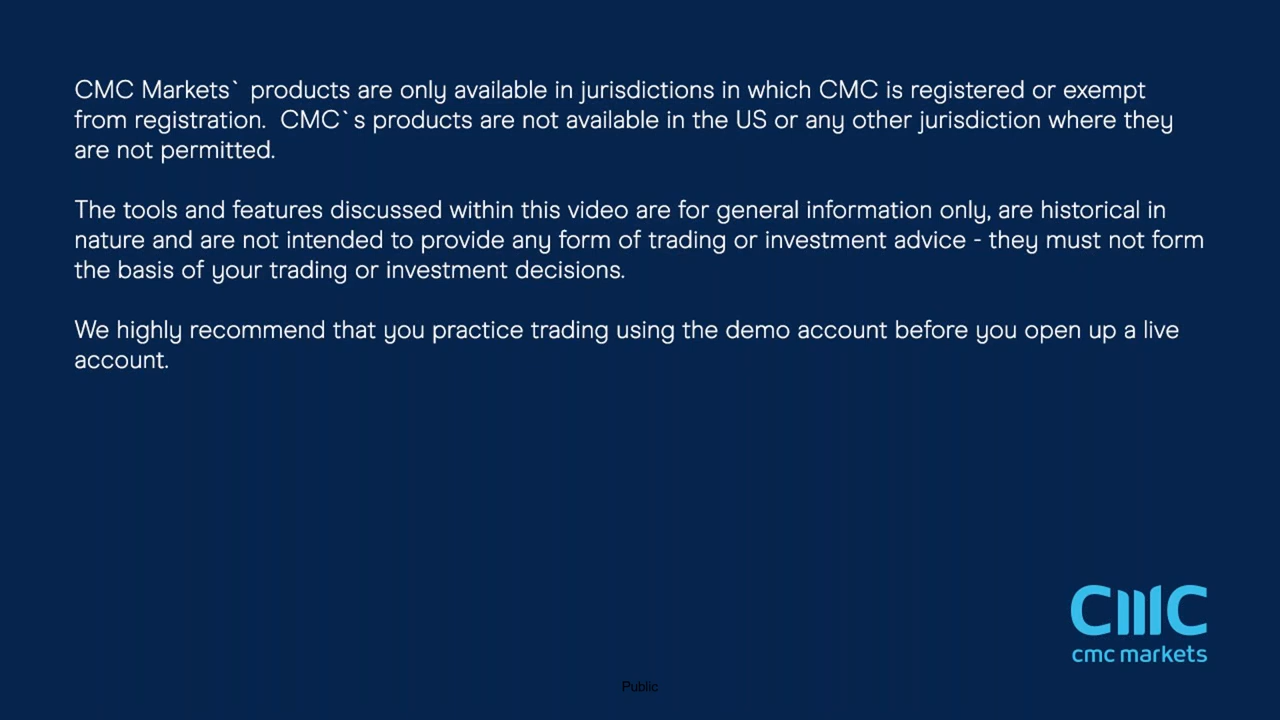 CMC Markets` products are only available in jurisdictions in which CMC is registered or exempt
from registration.  CMC`s products are not available in the US or any other jurisdiction where they
are not permitted.
The tools and features discussed within this video are for general information only, are historical in
nature and are not intended to provide any form of trading or investment advice - they must not form
the basis of your trading or investment decisions.
We highly recommend that you practice trading using the demo account before you open up a live
account.
CMC
cmc markets
Public